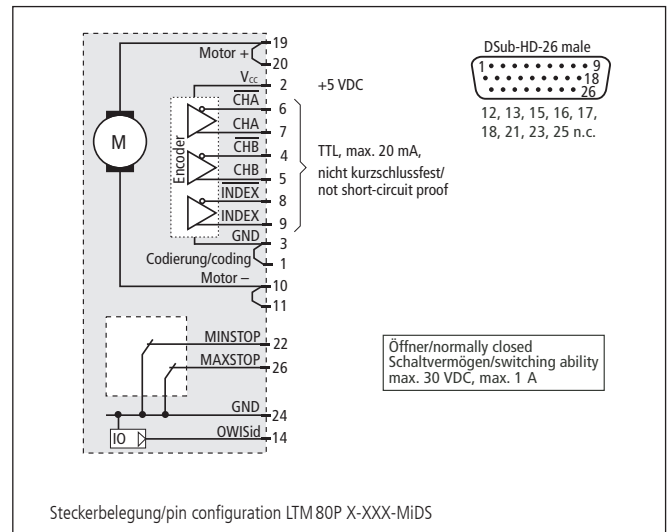 Motor + 19
20
Vcc 2 +5 VDC
CHA 6
CHA 7
CHB 4
CHB 5
INDEX 8
INDEX 9
GND 3
Codierung/coding 1
Motor – 10
11
M
Encoder
TTL, max. 20 mA,
nicht kurzschlussfest/
not short-circuit proof
DSub-HD-26 male
1 9
18
26
12, 13, 15, 16, 17,
18, 21, 23, 25 n.c.
MINSTOP 22
MAXSTOP 26
GND 24
IO OWISid 14
Öffner/normally closed
Schaltvermögen/switching ability
max. 30 VDC, max. 1 A
Steckerbelegung/pin configuration LTM 80P X-XXX-MiDS